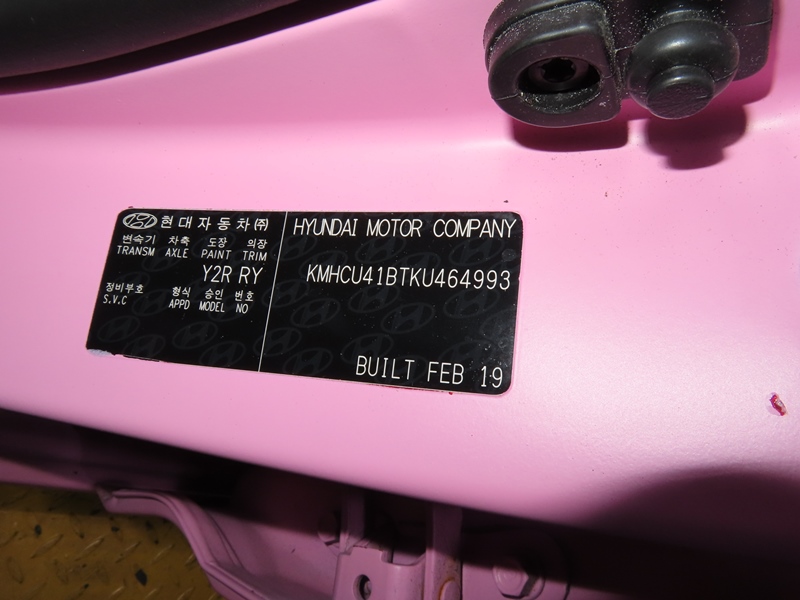 현대자동차㈜
변속기 차축 도장 의장
TRANSM AXLE PAINT TRIM
Y2R RY
정비부호 형식 승인 번호
S.V.C APPD MODEL NO
HYUNDAI MOTOR COMPANY
KMHCU41BTKU464993
BUILT FEB 19